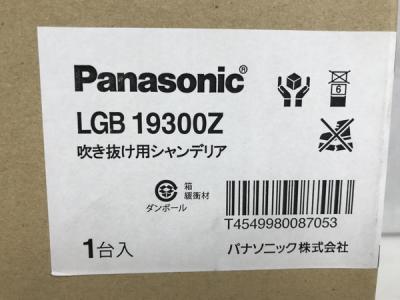 Panasonic®
LGB 19300Z
6
吹き抜け用シャンデリア
箱
緩衝材
ダンボール
T4549980087053
1台入
パナソニック株式会社